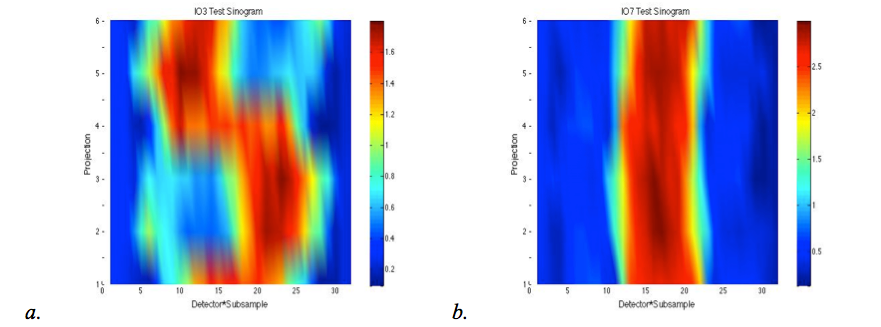 IO3 Test Sinogram
6
5
4
3
2
1
0 5 10 15 20 25 30
Projection
Detector*Subsample
1.6
1.4
1.2
1
0.8
0.6
0.4
0.2
a.
IO7 Test Sinogram
6
5
4
3
2
1
0 5 10 15 20 25 30
Projection
Detector*Subsample
2.5
2
1.5
1
0.5
b.